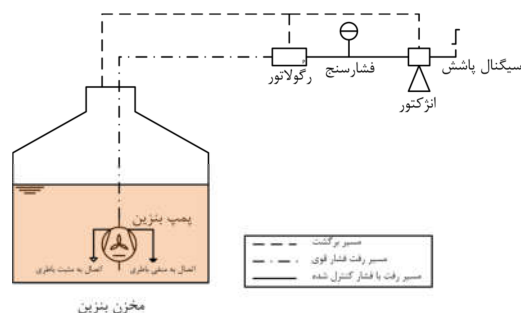 سیگنال پاشش
فشارسنج
رگولاتور
انژکتور
پمپ بنزین
اتصال به منفی باطری
اتصال به مثبت باطری
مسیر برگشت
مسیر رفت فشار قوی
مسیر رفت با فشار کنترل شده
مخزن بنزین